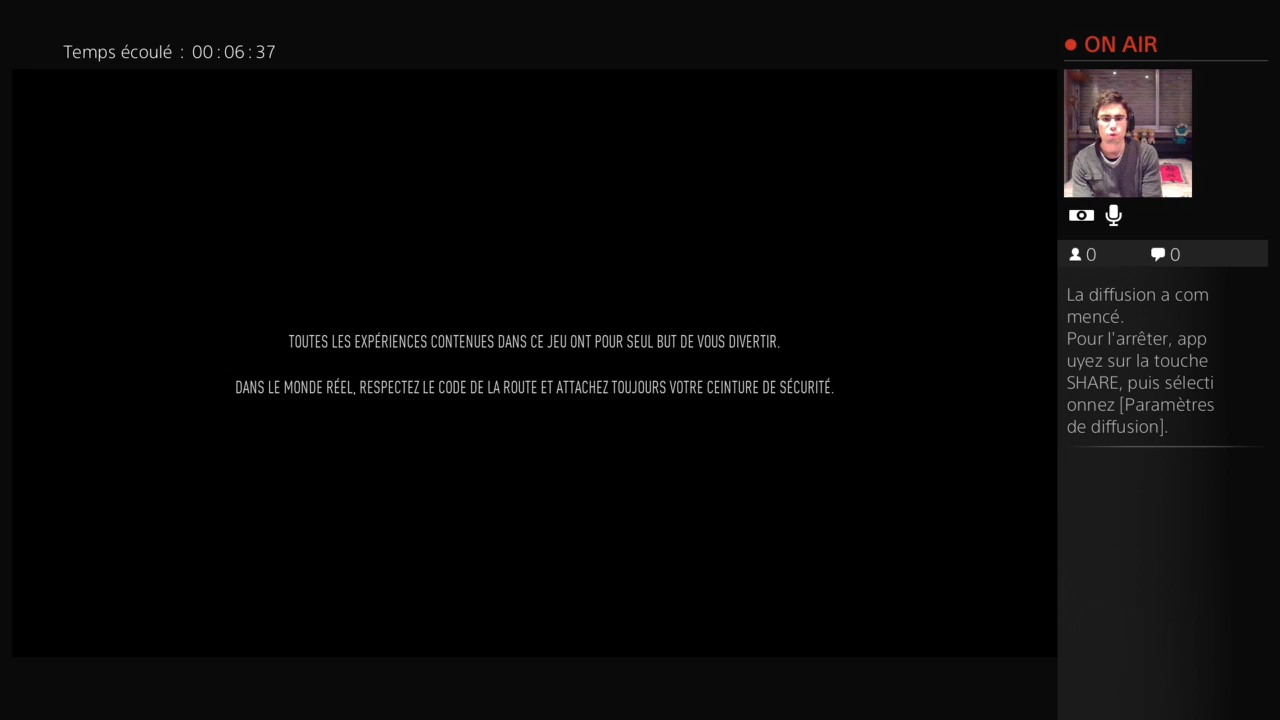 Temps écoulé : 00:06:37
ON AIR
0 0
TOUTES LES EXPÉRIENCES CONTENUES DANS CE JEU ONT POUR SEUL BUT DE VOUS DIVERTIR.
DANS LE MONDE RÉEL, RESPECTEZ LE CODE DE LA ROUTE ET ATTACHEZ TOUJOURS VOTRE CEINTURE DE SÉCURITÉ.
La diffusion a com
mencé.
Pour l'arrêter, app
uyez sur la touche
SHARE, puis sélecti
onnez [Paramètres
de diffusion].